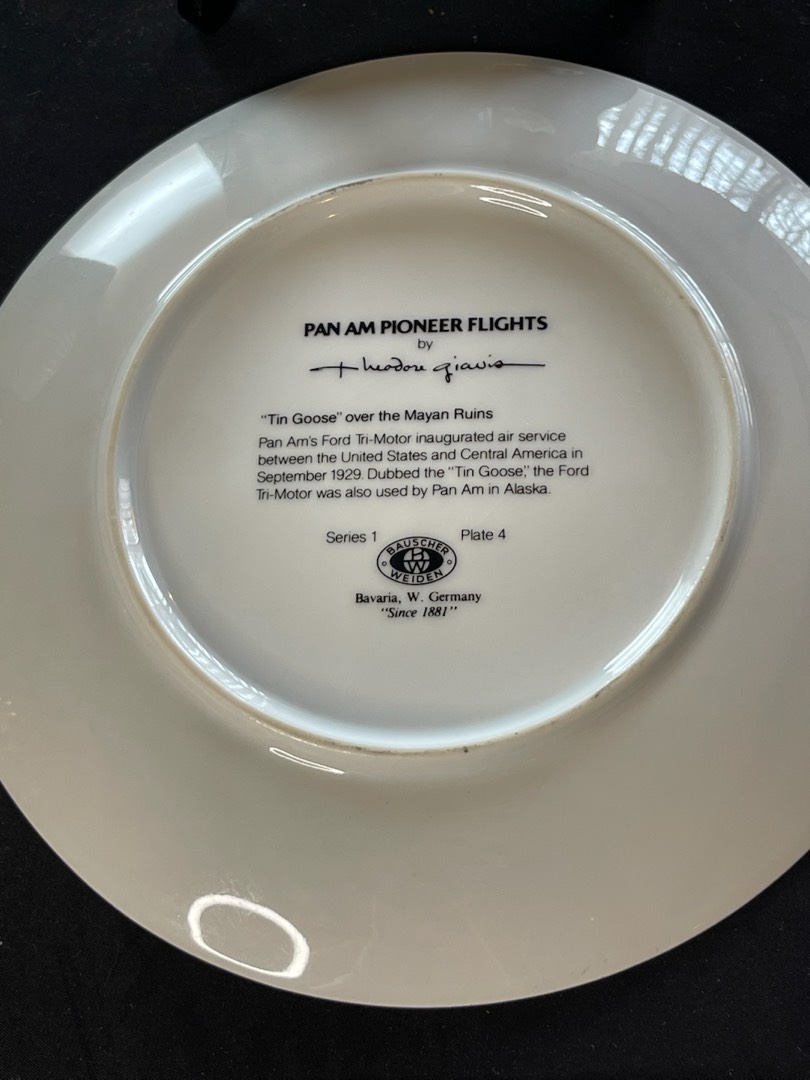 PAN AM PIONEER FLIGHTS
by
theodore giavis
"Tin Goose" over the Mayan Ruins
Pan Am's Ford Tri-Motor inaugurated air service
between the United States and Central America in
September 1929. Dubbed the "Tin Goose," the Ford
Tri-Motor was also used by Pan Am in Alaska.
Series 1 Plate 4
BAUSCHER
BW
WEIDEN
Bavaria, W. Germany
"Since 1881"